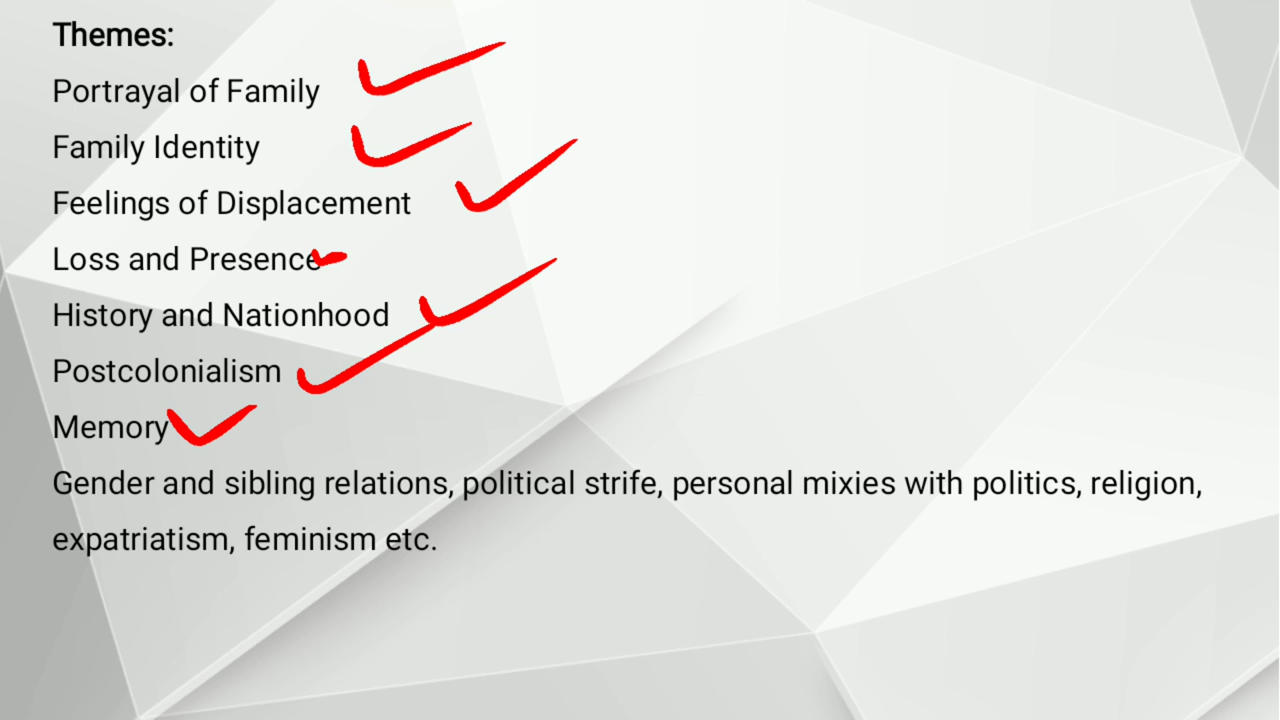 Themes:
Portrayal of Family
Family Identity
Feelings of Displacement
Loss and Presence
History and Nationhood
Postcolonialism
Memory
Gender and sibling relations, political strife, personal mixies with politics, religion,
expatriatism, feminism etc.